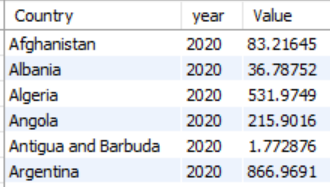 Country year Value
Afghanistan 2020 83.21645
Albania 2020 36.78752
Algeria 2020 531.9749
Angola 2020 215.9016
Antigua and Barbuda 2020 1.772876
Argentina 2020 866.9691